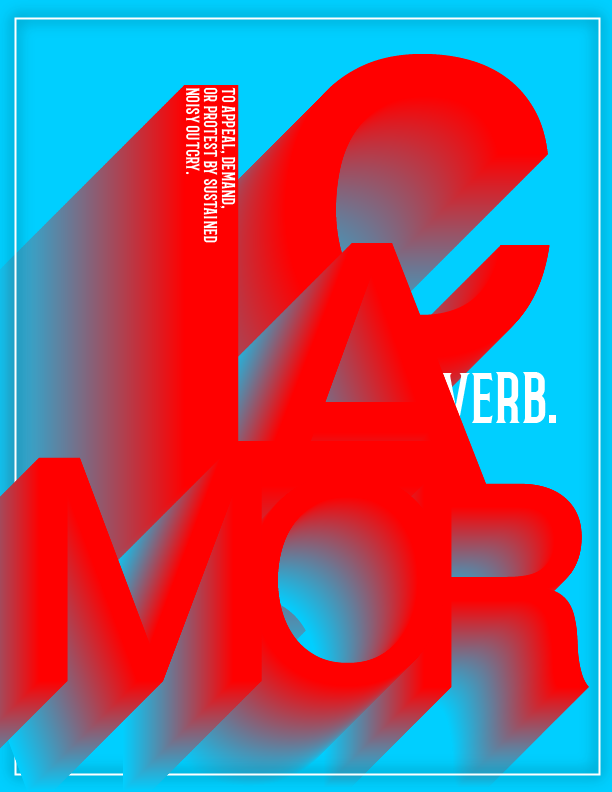 CLAMOR
VERB.
TO APPEAL, DEMAND,
OR PROTEST BY SUSTAINED
NOISY OUTCRY.